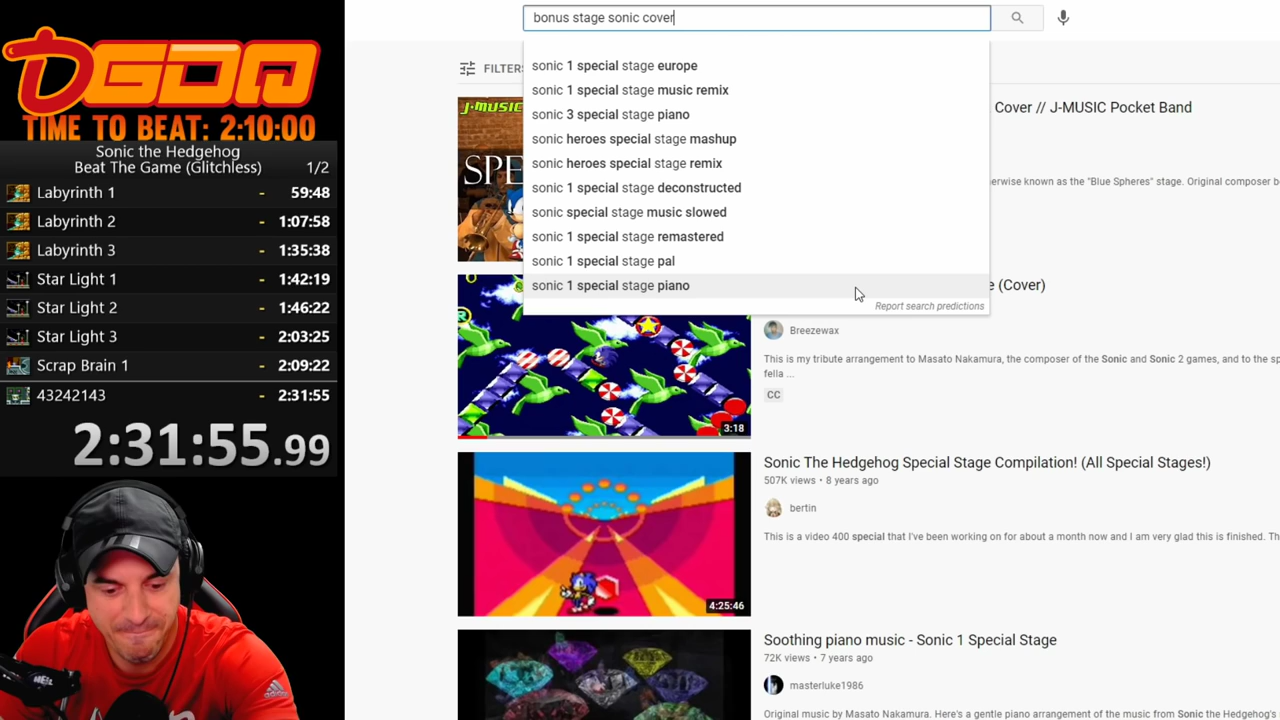 DGDQ
TIME TO BEAT: 2:10:00
Sonic the Hedgehog
Beat The Game (Glitchless) 1/2
Labyrinth 1 - 59:48
Labyrinth 2 - 1:07:58
Labyrinth 3 - 1:35:38
Star Light 1 - 1:42:19
Star Light 2 - 1:46:22
Star Light 3 - 2:03:25
Scrap Brain 1 - 2:09:22
43242143 - 2:31:55
2:31:55.99
bonus stage sonic cover
FILTERS
sonic 1 special stage europe
sonic 1 special stage music remix
sonic 3 special stage piano
sonic heroes special stage mashup
sonic heroes special stage remix
sonic 1 special stage deconstructed
sonic special stage music slowed
sonic 1 special stage remastered
sonic 1 special stage pal
sonic 1 special stage piano
Report search predictions
J-MUSIC
SPE
Cover // J-MUSIC Pocket Band
erwise known as the "Blue Spheres" stage. Original composer b
e (Cover)
Breezewax
This is my tribute arrangement to Masato Nakamura, the composer of the Sonic and Sonic 2 games, and to the sp
fella ...
CC
3:18
Sonic The Hedgehog Special Stage Compilation! (All Special Stages!)
507K views • 8 years ago
bertin
This is a video 400 special that I've been working on for about a month now and I am very glad this is finished. Th
4:25:46
Soothing piano music - Sonic 1 Special Stage
72K views • 7 years ago
masterluke1986
Original music by Masato Nakamura. Here's a gentle piano arrangement of the music from Sonic the Hedgehog's